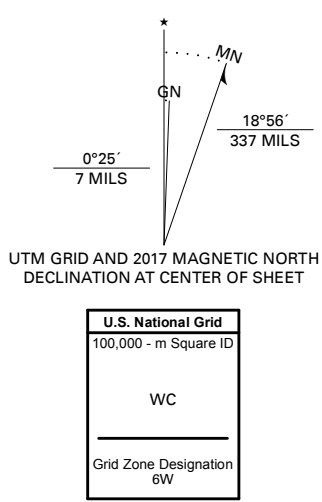 ★
MN
GN
18°56´
337 MILS
0°25´
7 MILS
UTM GRID AND 2017 MAGNETIC NORTH
DECLINATION AT CENTER OF SHEET
U.S. National Grid
100,000 - m Square ID
WC
Grid Zone Designation
6W